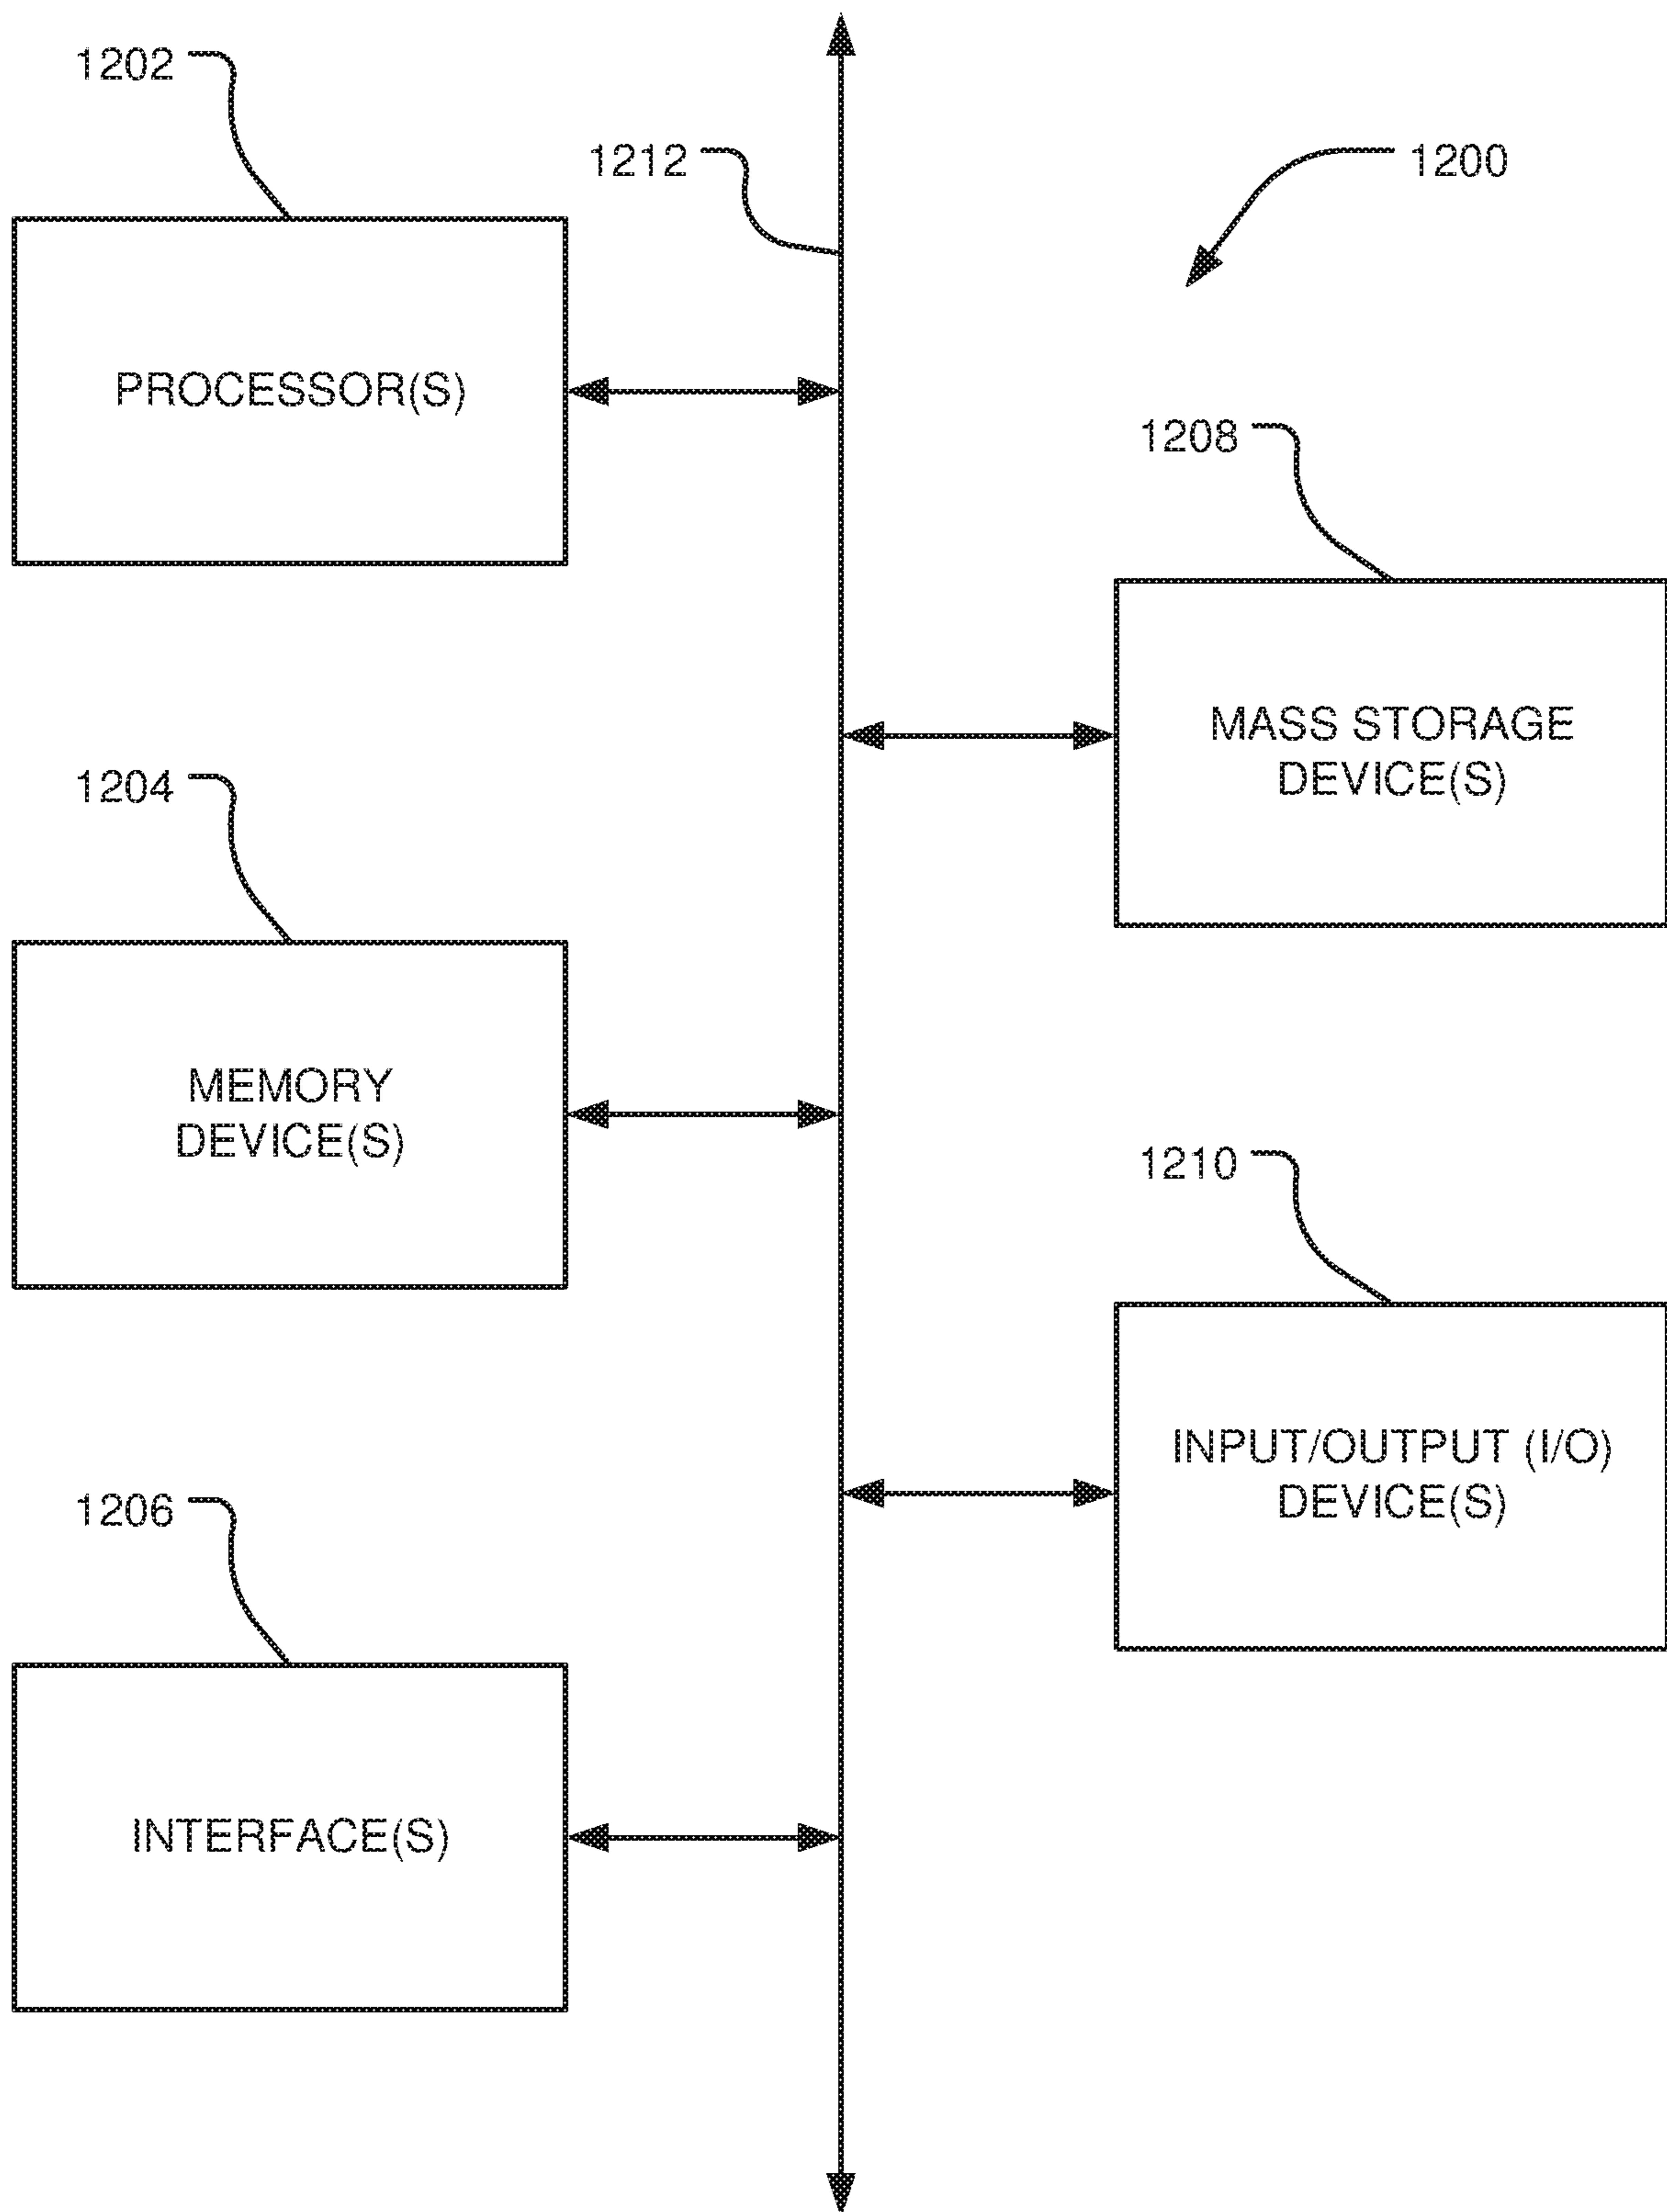 1202
1212
1200
PROCESSOR(S)
1208
MASS STORAGE
DEVICE(S)
1204
MEMORY
DEVICE(S)
1210
INPUT/OUTPUT (I/O)
DEVICE(S)
1206
INTERFACE(S)